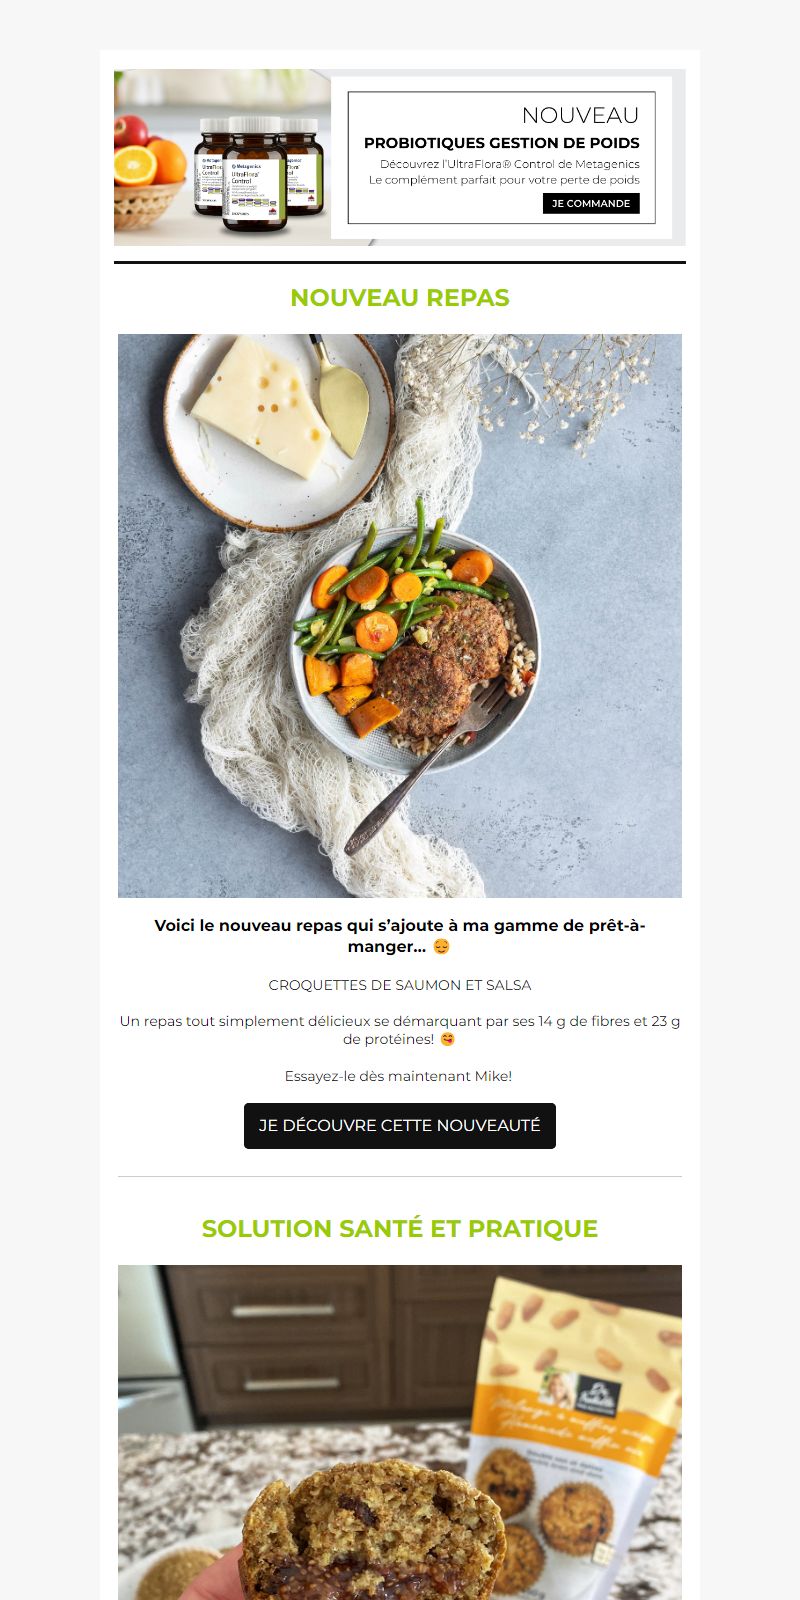 NOUVEAU
PROBIOTIQUES GESTION DE POIDS
Découvrez l'UltraFlora® Control de Metagenics
Le complément parfait pour votre perte de poids
JE COMMANDE
Metagenics
UltraFlora
Control
NOUVEAU REPAS
Voici le nouveau repas qui s’ajoute à ma gamme de prêt-à-
manger... 😌
CROQUETTES DE SAUMON ET SALSA
Un repas tout simplement délicieux se démarquant par ses 14 g de fibres et 23 g
de protéines! 😋
Essayez-le dès maintenant Mike!
JE DÉCOUVRE CETTE NOUVEAUTÉ
SOLUTION SANTÉ ET PRATIQUE